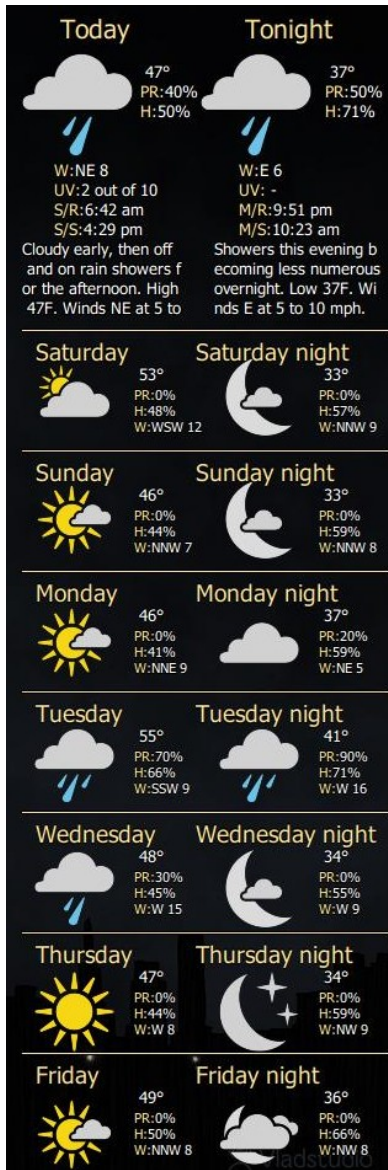 Today
47°
PR:40%
H:50%
W:NE 8
UV:2 out of 10
S/R:6:42 am
S/S:4:29 pm
Cloudy early, then off
and on rain showers f
or the afternoon. High
47F. Winds NE at 5 to
Tonight
37°
PR:50%
H:71%
W:E 6
UV: -
M/R:9:51 pm
M/S:10:23 am
Showers this evening b
ecoming less numerous
overnight. Low 37F. Wi
nds E at 5 to 10 mph.
Saturday
53°
PR:0%
H:48%
W:WSW 12
Saturday night
33°
PR:0%
H:57%
W:NNW 9
Sunday
46°
PR:0%
H:44%
W:NNW 7
Sunday night
33°
PR:0%
H:59%
W:NNW 8
Monday
46°
PR:0%
H:41%
W:NNE 9
Monday night
37°
PR:20%
H:59%
W:NE 5
Tuesday
55°
PR:70%
H:66%
W:SSW 9
Tuesday night
41°
PR:90%
H:71%
W:W 16
Wednesday
48°
PR:30%
H:45%
W:W 15
Wednesday night
34°
PR:0%
H:55%
W:W 9
Thursday
47°
PR:0%
H:44%
W:W 8
Thursday night
34°
PR:0%
H:59%
W:NW 9
Friday
49°
PR:0%
H:50%
W:NNW 8
Friday night
36°
PR:0%
H:66%
W:NW 8